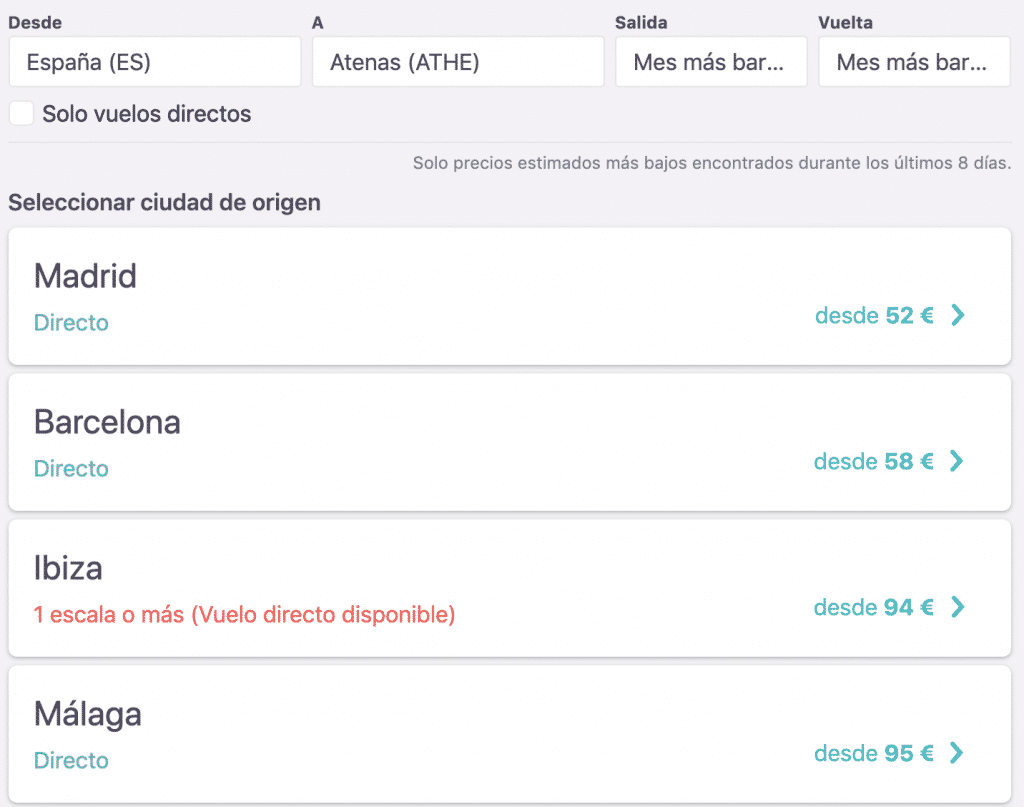 Desde A Salida Vuelta
España (ES) Atenas (ATHE) Mes más bar... Mes más bar...
Solo vuelos directos
Solo precios estimados más bajos encontrados durante los últimos 8 días.
Seleccionar ciudad de origen
Madrid
Directo
desde 52 €
Barcelona
Directo
desde 58 €
Ibiza
1 escala o más (Vuelo directo disponible)
desde 94 €
Málaga
Directo
desde 95 €